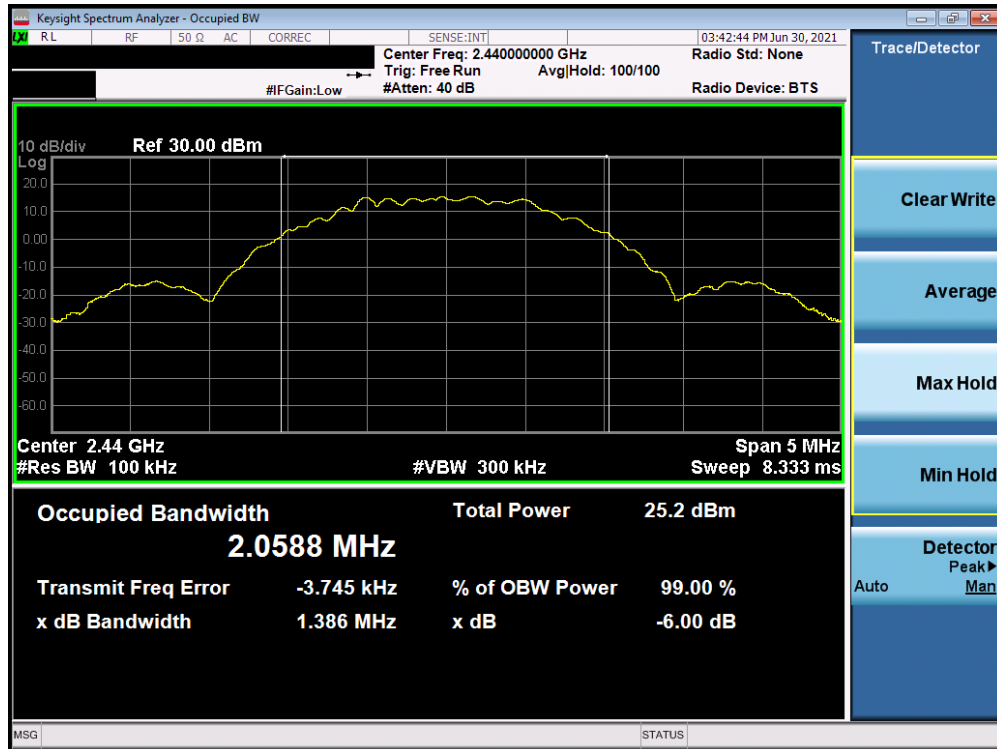 Keysight Spectrum Analyzer - Occupied BW
LXI RL RF 50 Ω AC CORREC SENSE:INT 03:42:44 PM Jun 30, 2021
Center Freq: 2.440000000 GHz Radio Std: None
Trig: Free Run Avg|Hold: 100/100
#IFGain:Low #Atten: 40 dB Radio Device: BTS
Trace/Detector
10 dB/div Ref 30.00 dBm
Log
20.0
10.0
0.00
-10.0
-20.0
-30.0
-40.0
-50.0
-60.0
Center 2.44 GHz Span 5 MHz
#Res BW 100 kHz #VBW 300 kHz Sweep 8.333 ms
Occupied Bandwidth Total Power 25.2 dBm
2.0588 MHz
Transmit Freq Error -3.745 kHz % of OBW Power 99.00 %
x dB Bandwidth 1.386 MHz x dB -6.00 dB
Clear Write
Average
Max Hold
Min Hold
Detector
Peak▶
Auto Man
MSG STATUS